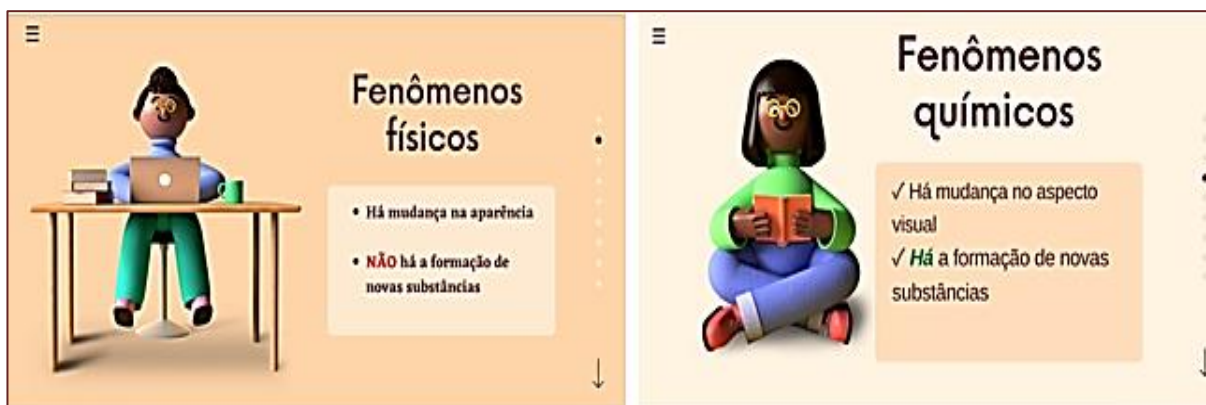 Fenômenos
físicos
• Há mudança na aparência
• NÃO há a formação de
novas substâncias
Fenômenos
químicos
✓ Há mudança no aspecto
visual
✓ Há a formação de novas
substâncias